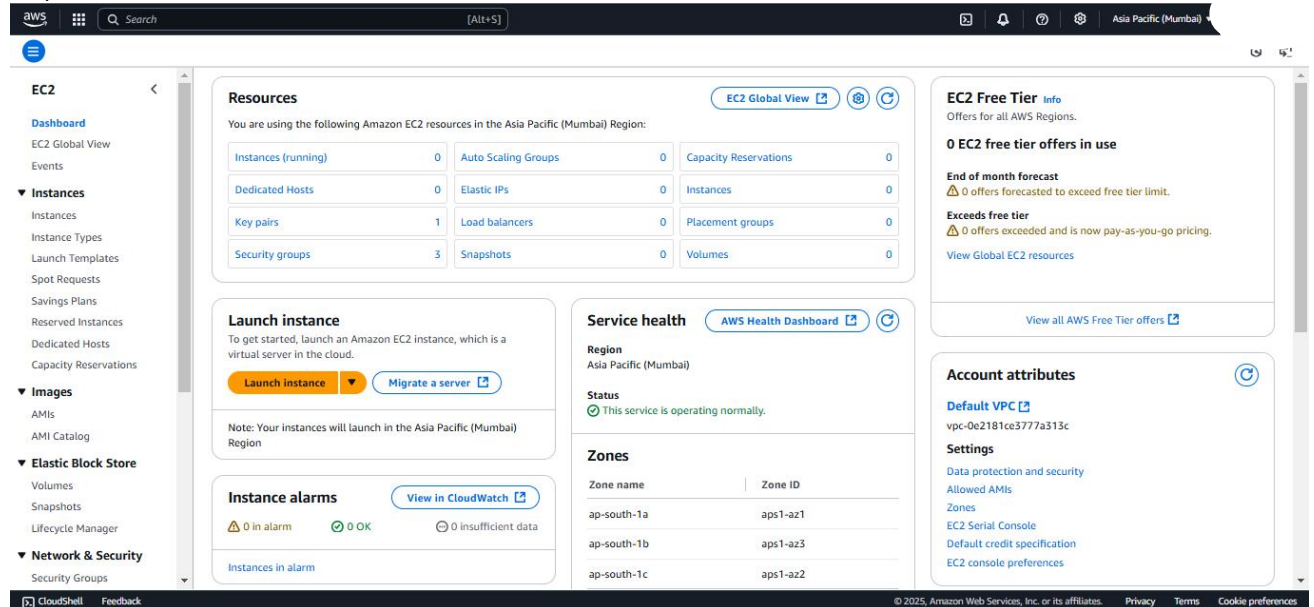 aws
Search [Alt+S]
Asia Pacific (Mumbai)
EC2
Dashboard
EC2 Global View
Events
Instances
Instances
Instance Types
Launch Templates
Spot Requests
Savings Plans
Reserved Instances
Dedicated Hosts
Capacity Reservations
Images
AMIs
AMI Catalog
Elastic Block Store
Volumes
Snapshots
Lifecycle Manager
Network & Security
Security Groups
Resources
EC2 Global View
You are using the following Amazon EC2 resources in the Asia Pacific (Mumbai) Region:
Instances (running) 0 Auto Scaling Groups 0 Capacity Reservations 0
Dedicated Hosts 0 Elastic IPs 0 Instances 0
Key pairs 1 Load balancers 0 Placement groups 0
Security groups 3 Snapshots 0 Volumes 0
Launch instance
To get started, launch an Amazon EC2 instance, which is a
virtual server in the cloud.
Launch instance Migrate a server
Note: Your instances will launch in the Asia Pacific (Mumbai)
Region
Instance alarms View in CloudWatch
0 in alarm 0 OK 0 insufficient data
Instances in alarm
Service health AWS Health Dashboard
Region
Asia Pacific (Mumbai)
Status
This service is operating normally.
Zones
Zone name Zone ID
ap-south-1a aps1-az1
ap-south-1b aps1-az3
ap-south-1c aps1-az2
EC2 Free Tier Info
Offers for all AWS Regions.
0 EC2 free tier offers in use
End of month forecast
0 offers forecasted to exceed free tier limit.
Exceeds free tier
0 offers exceeded and is now pay-as-you-go pricing.
View Global EC2 resources
View all AWS Free Tier offers
Account attributes
Default VPC
vpc-0e2181ce3777a313c
Settings
Data protection and security
Allowed AMIs
Zones
EC2 Serial Console
Default credit specification
EC2 console preferences
CloudShell Feedback
© 2025, Amazon Web Services, Inc. or its affiliates. Privacy Terms Cookie preferences